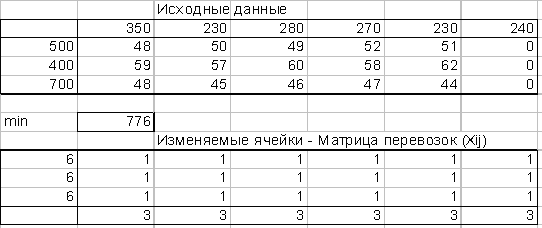 Исходные данные
350 230 280 270 230 240
500 48 50 49 52 51 0
400 59 57 60 58 62 0
700 48 45 46 47 44 0
min 776
Изменяемые ячейки - Матрица перевозок (Xij)
6 1 1 1 1 1 1
6 1 1 1 1 1 1
6 1 1 1 1 1 1
3 3 3 3 3 3